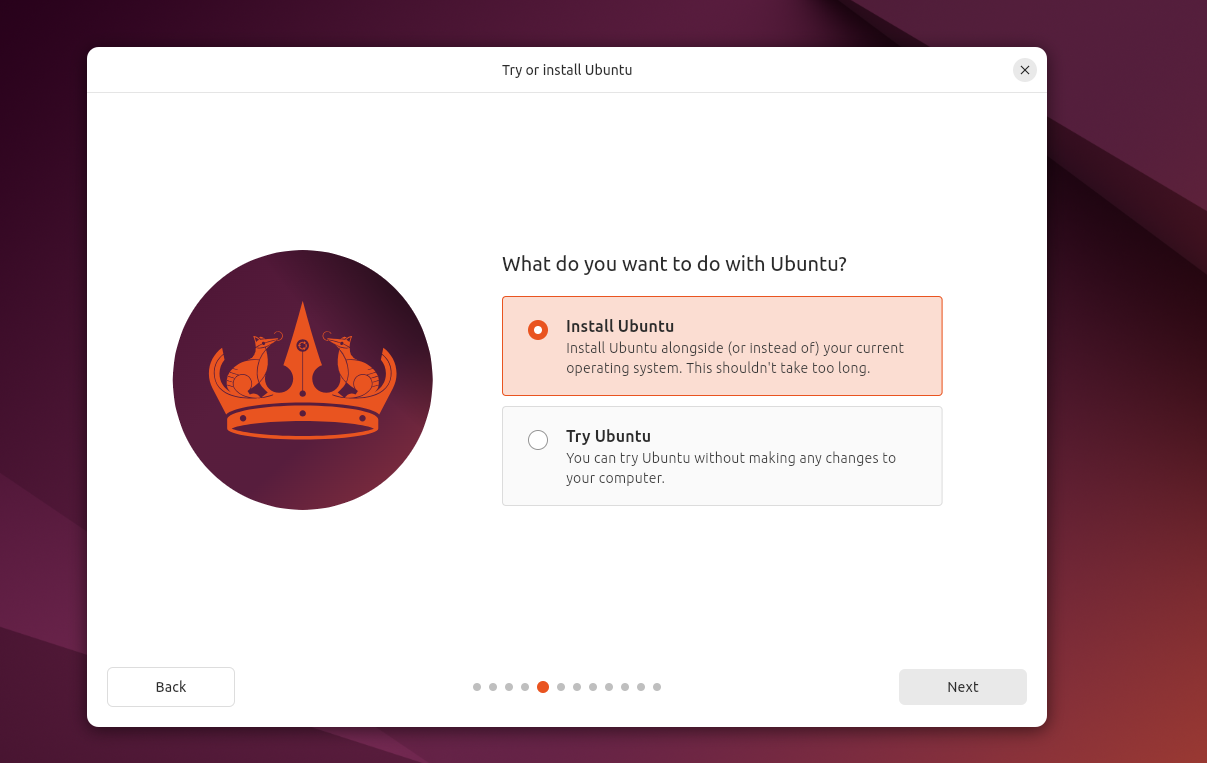 Try or install Ubuntu
What do you want to do with Ubuntu?
Install Ubuntu
Install Ubuntu alongside (or instead of) your current
operating system. This shouldn't take too long.
Try Ubuntu
You can try Ubuntu without making any changes to
your computer.
Back
Next